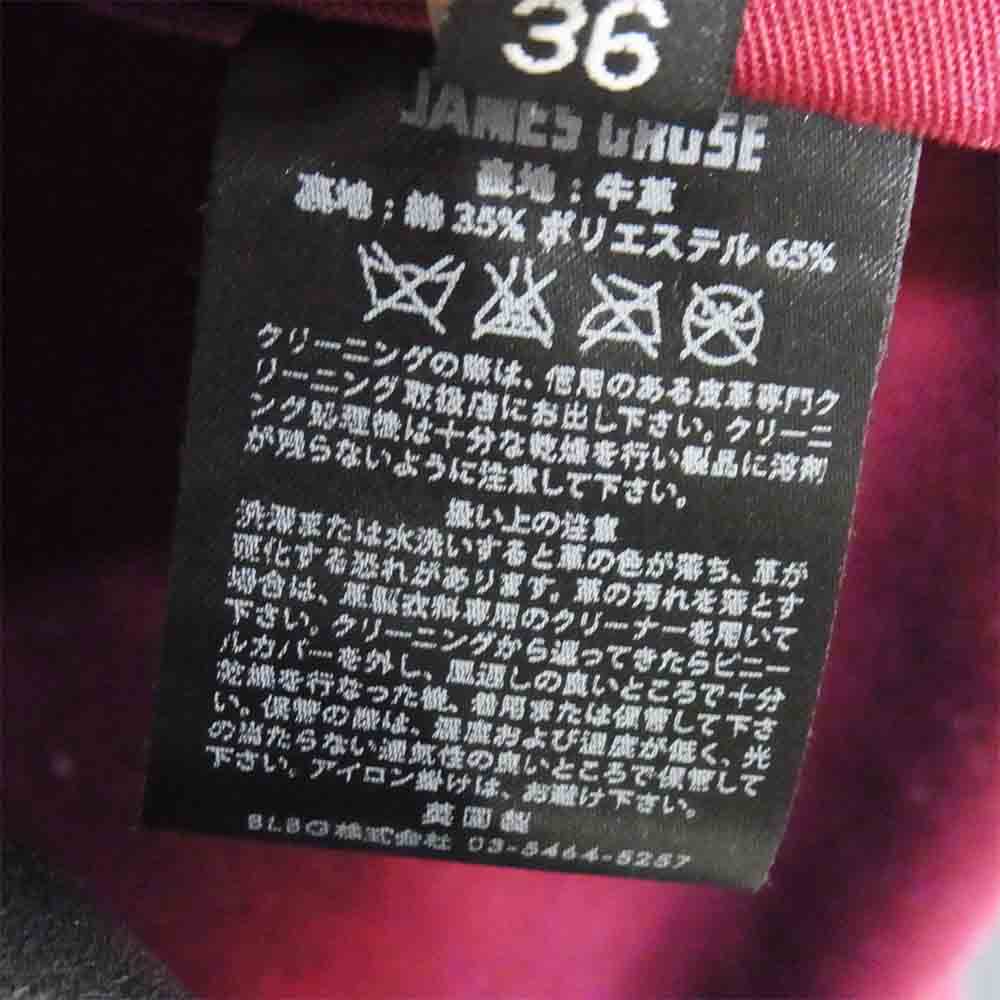 36
JAMES GROSE
表地：牛革
裏地：綿 35% ポリエステル 65%
クリーニングの際は、信用のある皮革専門ク
リーニング取扱店にお出し下さい。クリーニ
ング処理後は十分な乾燥を行い製品に溶剤
が残らないように注意して下さい。
扱い上の注意
洗濯または水洗いすると革の色が落ち、革が
硬化する恐れがあります。革の汚れを落とす
場合は、革製衣料専用のクリーナーを用いて
下さい。クリーニングから返ってきたらビニー
ルカバーを外し、風通しの良いところで十分
乾燥を行なった後、着用または保管して下さ
い。保管の際は、湿度および温度が低く、光
の当たらない通気性の良いところで保管して
下さい。アイロン掛けは、お避け下さい。
英国製
BLBG株式会社 03-5464-5257